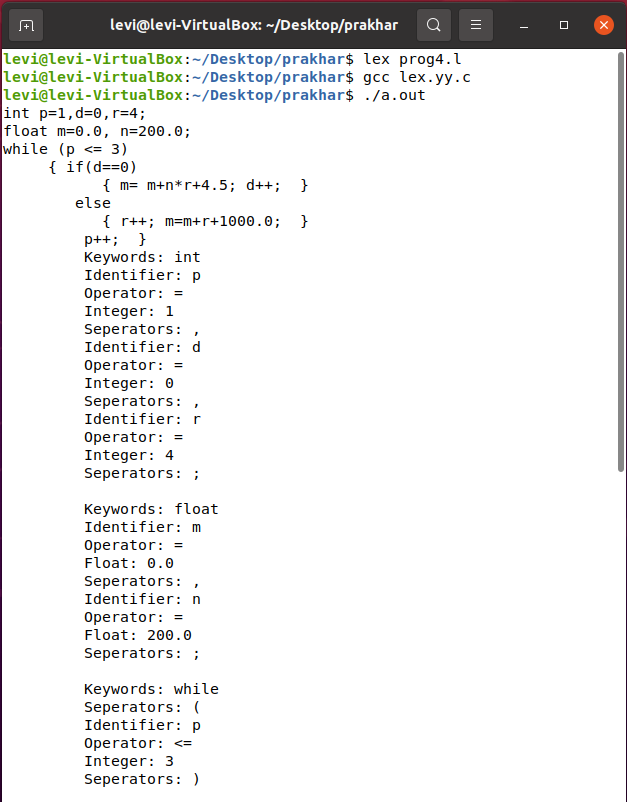 levi@levi-VirtualBox: ~/Desktop/prakhar
levi@levi-VirtualBox:~/Desktop/prakhar$ lex prog4.l
levi@levi-VirtualBox:~/Desktop/prakhar$ gcc lex.yy.c
levi@levi-VirtualBox:~/Desktop/prakhar$ ./a.out
int p=1,d=0,r=4;
float m=0.0, n=200.0;
while (p <= 3)
{ if(d==0)
{ m= m+n*r+4.5; d++;  }
else
{ r++; m=m+r+1000.0;  }
p++;  }
Keywords: int
Identifier: p
Operator: =
Integer: 1
Seperators: ,
Identifier: d
Operator: =
Integer: 0
Seperators: ,
Identifier: r
Operator: =
Integer: 4
Seperators: ;
Keywords: float
Identifier: m
Operator: =
Float: 0.0
Seperators: ,
Identifier: n
Operator: =
Float: 200.0
Seperators: ;
Keywords: while
Seperators: (
Identifier: p
Operator: <=
Integer: 3
Seperators: )